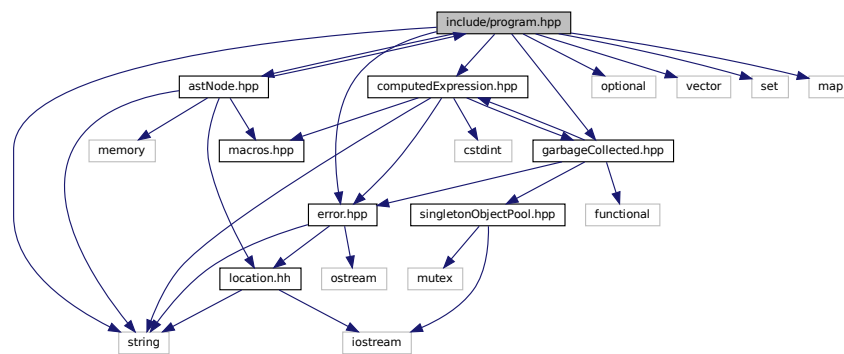 include/program.hpp
astNode.hpp
computedExpression.hpp
optional
vector
set
map
memory
macros.hpp
cstdint
garbageCollected.hpp
error.hpp
singletonObjectPool.hpp
functional
location.hh
ostream
mutex
string
iostream